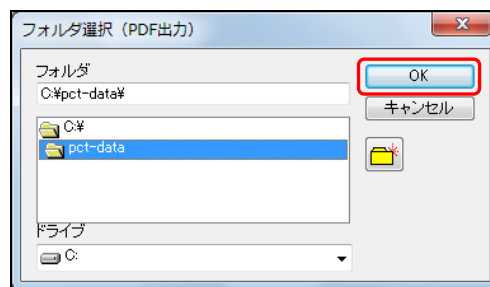 フォルダ選択（PDF出力）
フォルダ
C:¥pct-data¥
C:¥
pct-data
ドライブ
C:
OK
キャンセル